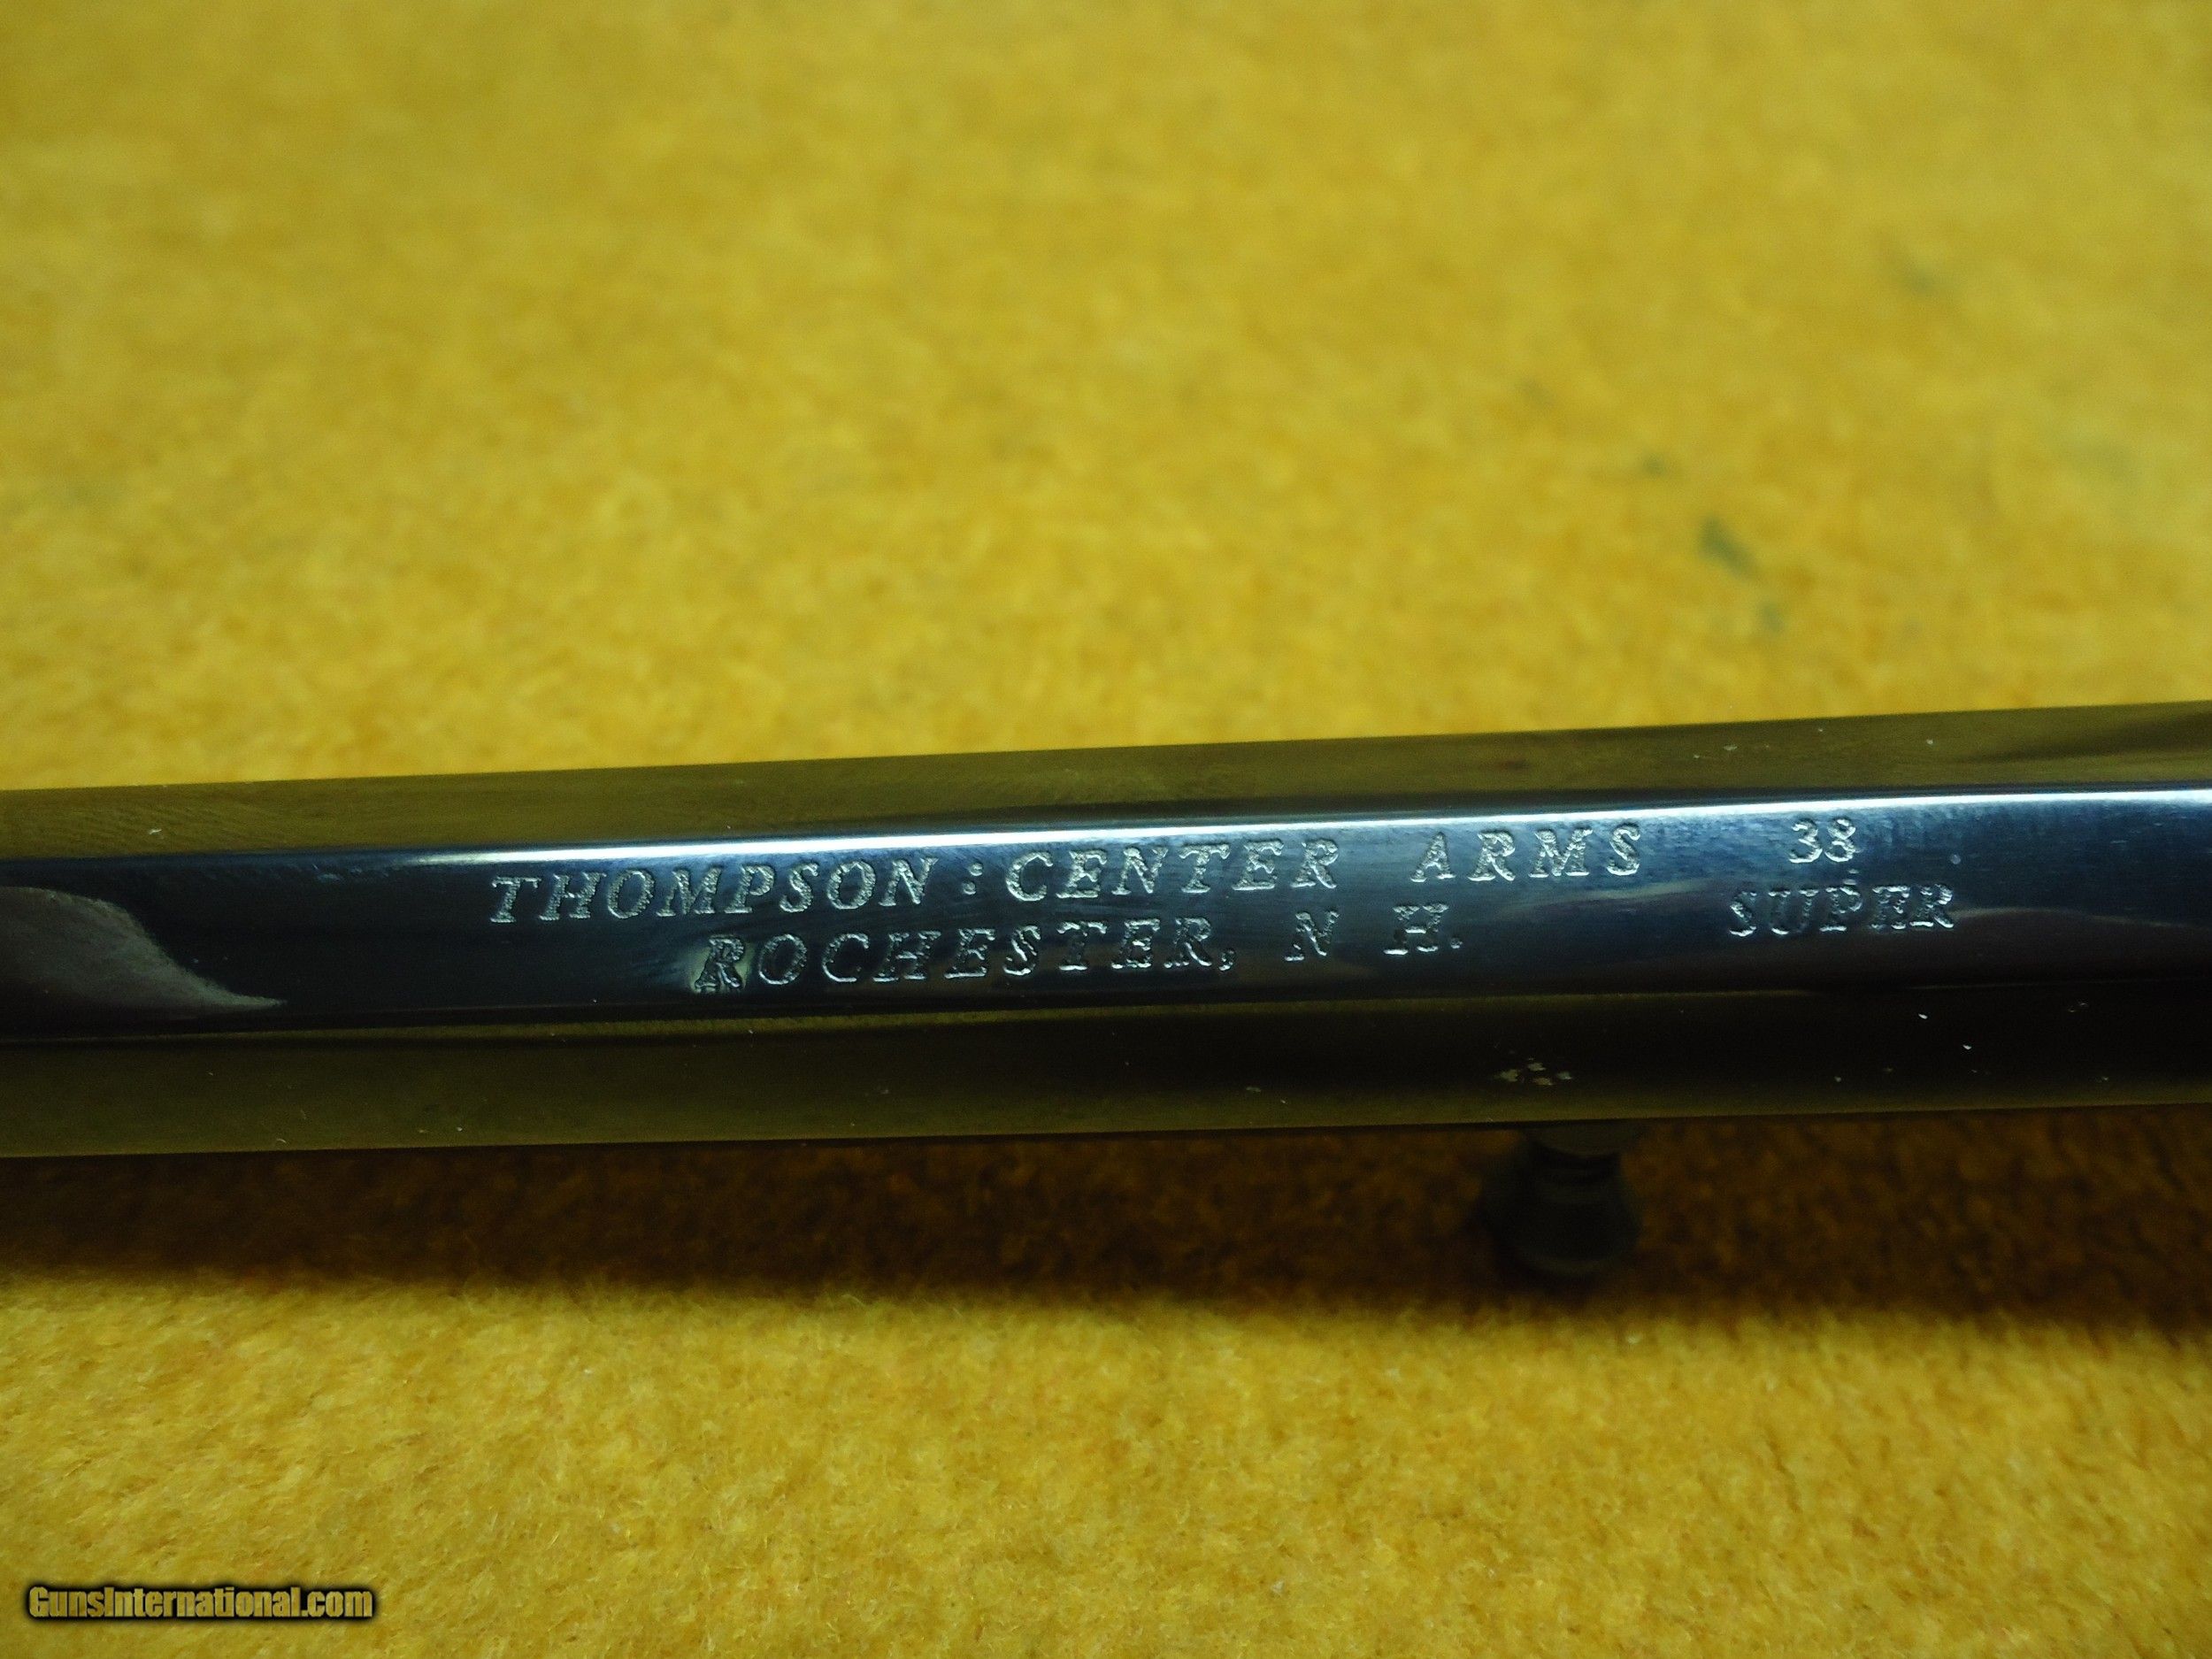 THOMPSON : CENTER ARMS 38
ROCHESTER, N H. SUPER
GunsInternational.com